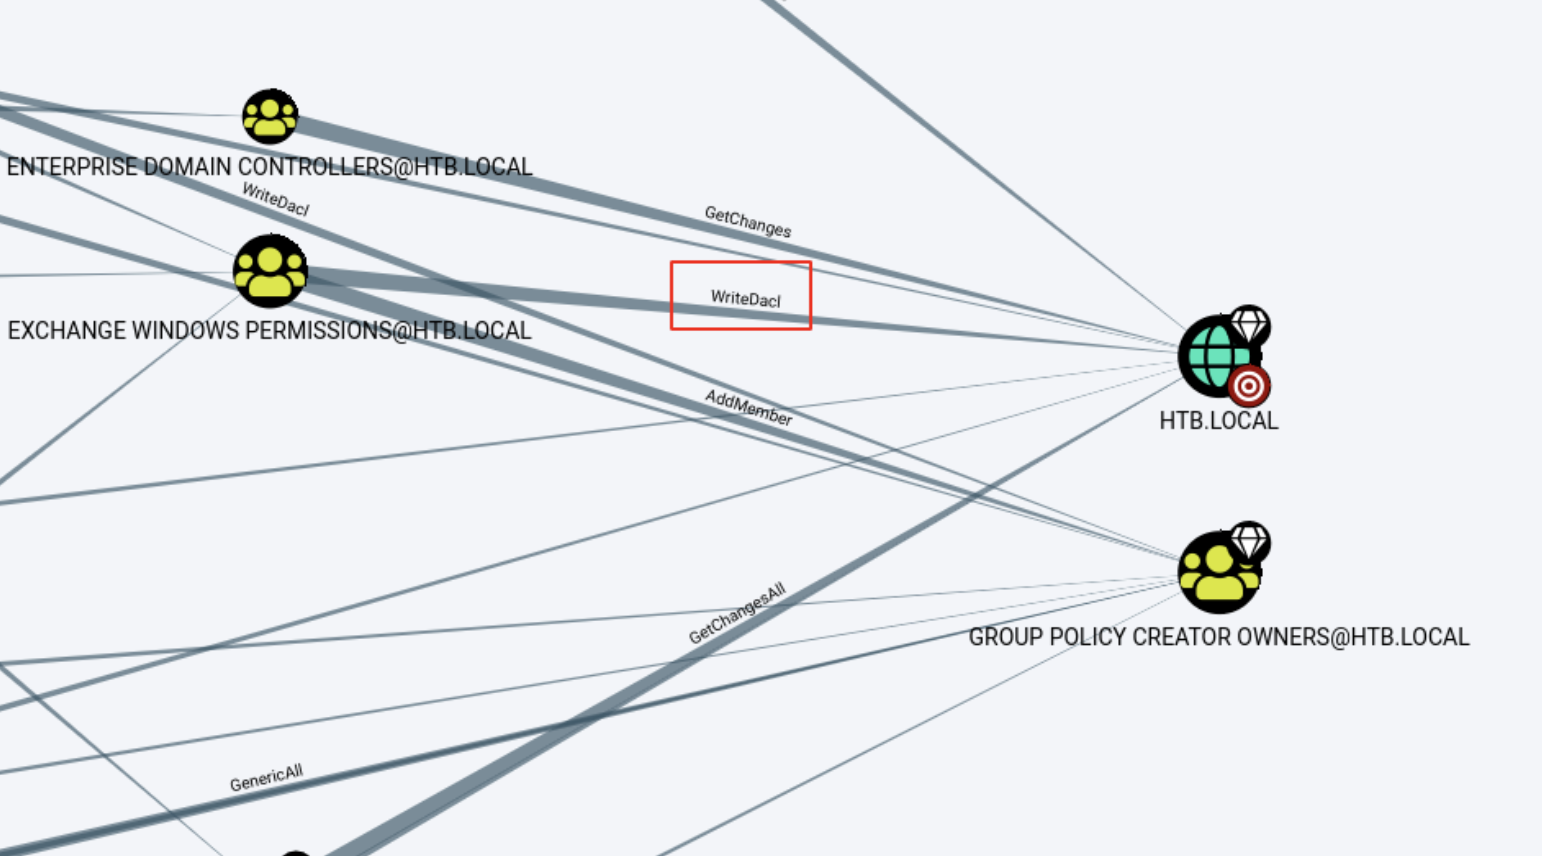 ENTERPRISE DOMAIN CONTROLLERS@HTB.LOCAL
WriteDacl
GetChanges
WriteDacl
EXCHANGE WINDOWS PERMISSIONS@HTB.LOCAL
AddMember
HTB.LOCAL
GetChangesAll
GROUP POLICY CREATOR OWNERS@HTB.LOCAL
GenericAll